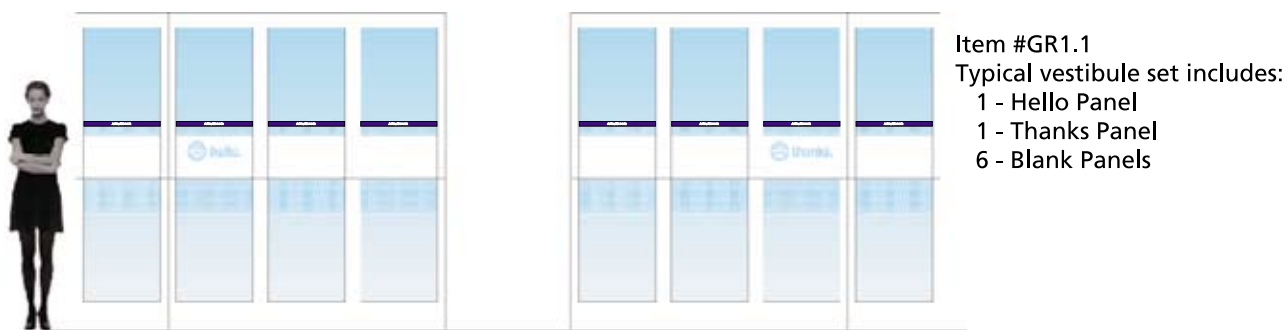 hello.
thanks.
Item #GR1.1
Typical vestibule set includes:
1 - Hello Panel
1 - Thanks Panel
6 - Blank Panels